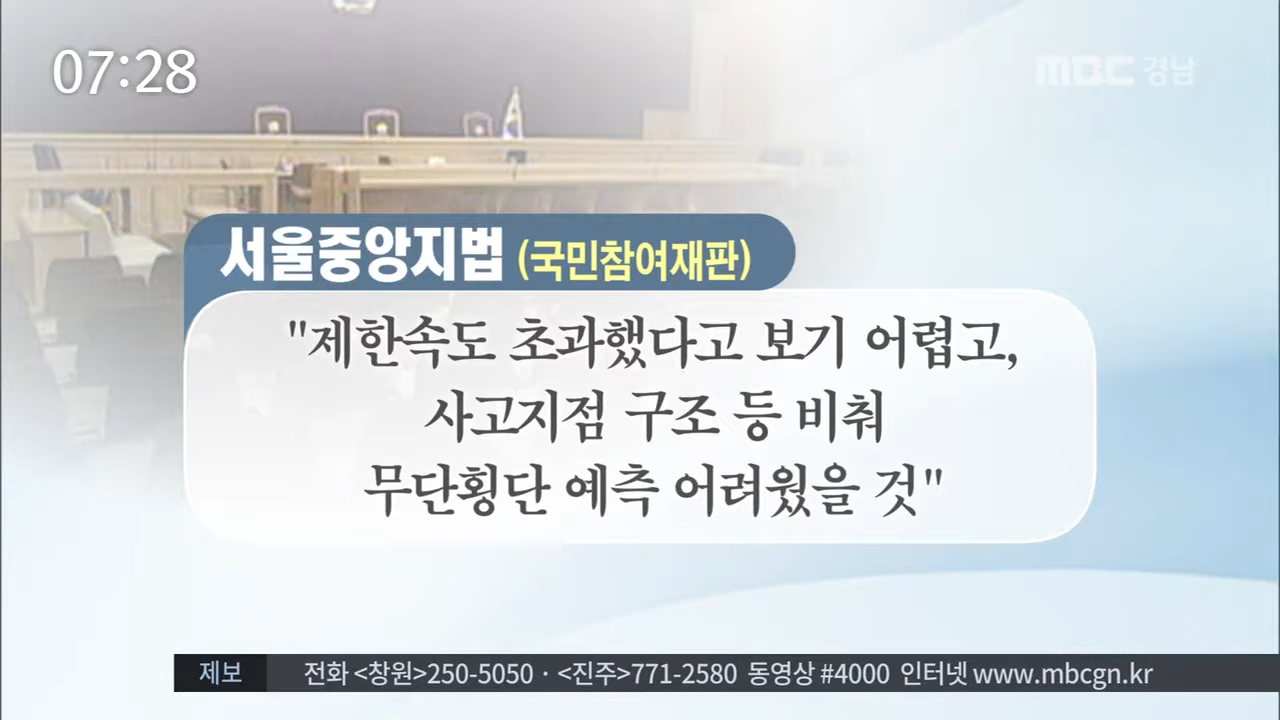 07:28
MBC 경남
서울중앙지법 (국민참여재판)
"제한속도 초과했다고 보기 어렵고,
사고지점 구조 등 비춰
무단횡단 예측 어려웠을 것"
제보 전화 <창원>250-5050 · <진주>771-2580 동영상 #4000 인터넷 www.mbcgn.kr